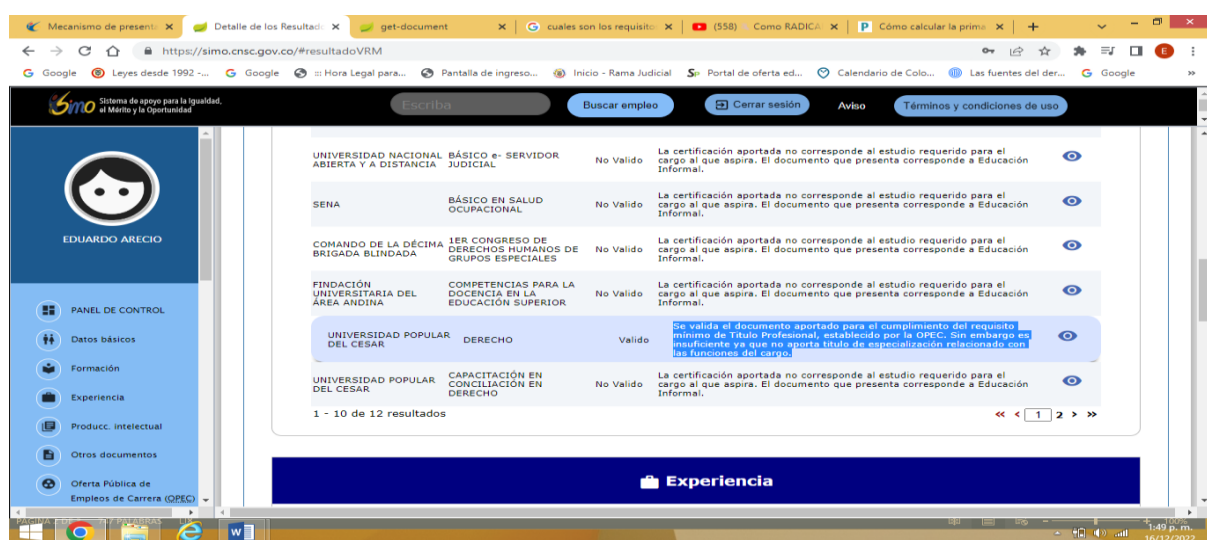 Mecanismo de presenta
Detalle de los Resultad
get-document
cuales son los requisito
(558) Como RADICA
Cómo calcular la prima
https://simo.cnsc.gov.co/#resultadoVRM
E
Google
Leyes desde 1992 -...
Google
::: Hora Legal para...
Pantalla de ingreso...
Inicio - Rama Judicial
Portal de oferta ed...
Calendario de Colo...
Las fuentes del der...
Google
»
Simo
Sistema de apoyo para la Igualdad,
el Mérito y la Oportunidad
Escriba
Buscar empleo
Cerrar sesión
Aviso
Términos y condiciones de uso
EDUARDO ARECIO
PANEL DE CONTROL
Datos básicos
Formación
Experiencia
Producc. intelectual
Otros documentos
Oferta Pública de
Empleos de Carrera (OPEC)
UNIVERSIDAD NACIONAL
ABIERTA Y A DISTANCIA
BÁSICO e- SERVIDOR
JUDICIAL
No Valido
La certificación aportada no corresponde al estudio requerido para el
cargo al que aspira. El documento que presenta corresponde a Educación
Informal.
SENA
BÁSICO EN SALUD
OCUPACIONAL
No Valido
La certificación aportada no corresponde al estudio requerido para el
cargo al que aspira. El documento que presenta corresponde a Educación
Informal.
COMANDO DE LA DÉCIMA
BRIGADA BLINDADA
1ER CONGRESO DE
DERECHOS HUMANOS DE
GRUPOS ESPECIALES
No Valido
La certificación aportada no corresponde al estudio requerido para el
cargo al que aspira. El documento que presenta corresponde a Educación
Informal.
FINDACIÓN
UNIVERSITARIA DEL
ÁREA ANDINA
COMPETENCIAS PARA LA
DOCENCIA EN LA
EDUCACIÓN SUPERIOR
No Valido
La certificación aportada no corresponde al estudio requerido para el
cargo al que aspira. El documento que presenta corresponde a Educación
Informal.
UNIVERSIDAD POPULAR
DEL CESAR
DERECHO
Valido
Se valida el documento aportado para el cumplimiento del requisito
mínimo de Titulo Profesional, establecido por la OPEC. Sin embargo es
insuficiente ya que no aporta titulo de especialización relacionado con
las funciones del cargo.
UNIVERSIDAD POPULAR
DEL CESAR
CAPACITACIÓN EN
CONCILIACIÓN EN
DERECHO
No Valido
La certificación aportada no corresponde al estudio requerido para el
cargo al que aspira. El documento que presenta corresponde a Educación
Informal.
1 - 10 de 12 resultados
« < 1 2 > »
Experiencia
100%
1:49 p. m.
16/12/2022